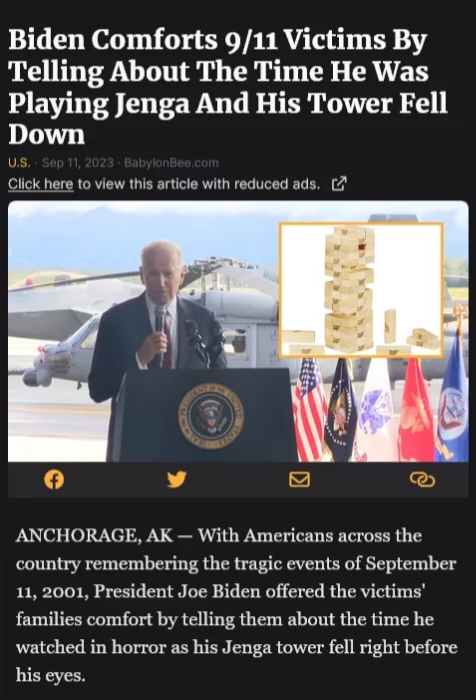 Biden Comforts 9/11 Victims By
Telling About The Time He Was
Playing Jenga And His Tower Fell
Down
U.S. · Sep 11, 2023 · BabylonBee.com
Click here to view this article with reduced ads.
ANCHORAGE, AK — With Americans across the
country remembering the tragic events of September
11, 2001, President Joe Biden offered the victims'
families comfort by telling them about the time he
watched in horror as his Jenga tower fell right before
his eyes.